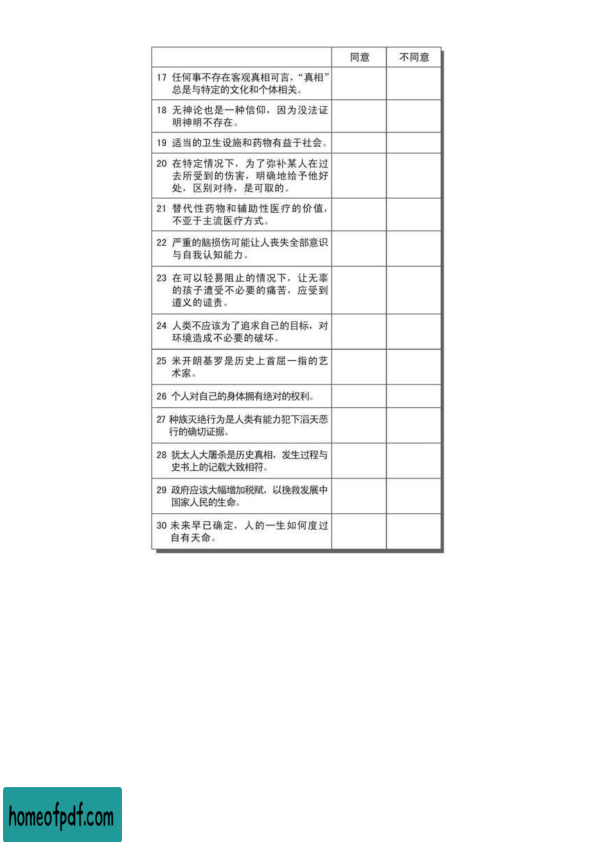 同意 不同意
17 任何事不存在客观真相可言，“真相”
总是与特定的文化和个体相关。
18 无神论也是一种信仰，因为没法证
明神明不存在。
19 适当的卫生设施和药物有益于社会。
20 在特定情况下，为了弥补某人在过
去所受到的伤害，明确地给予他好
处，区别对待，是可取的。
21 替代性药物和辅助性医疗的价值，
不亚于主流医疗方式。
22 严重的脑损伤可能让人丧失全部意识
与自我认知能力。
23 在可以轻易阻止的情况下，让无辜
的孩子遭受不必要的痛苦，应受到
道义的谴责。
24 人类不应该为了追求自己的目标，对
环境造成不必要的破坏。
25 米开朗基罗是历史上首屈一指的艺
术家。
26 个人对自己的身体拥有绝对的权利。
27 种族灭绝行为是人类有能力犯下滔天恶
行的确切证据。
28 犹太人大屠杀是历史真相，发生过程与
史书上的记载大致相符。
29 政府应该大幅增加税赋，以挽救发展中
国家人民的生命。
30 未来早已确定，人的一生如何度过
自有天命。
homeofpdf.com